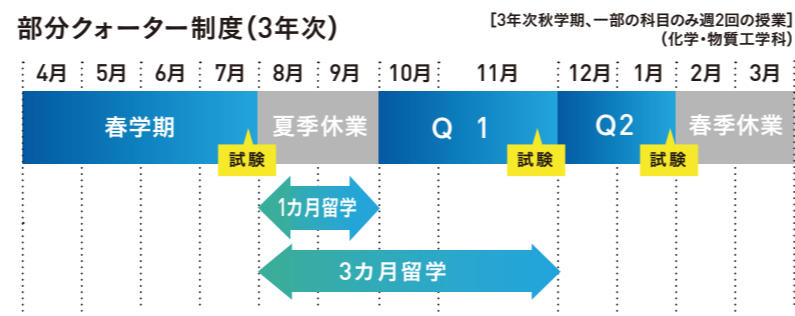 部分クォーター制度(3年次)
[3年次秋学期、一部の科目のみ週2回の授業]
(化学・物質工学科)
4月 5月 6月 7月 8月 9月 10月 11月 12月 1月 2月 3月
春学期 夏季休業 Q 1 Q2 春季休業
試験 試験 試験
1カ月留学
3カ月留学